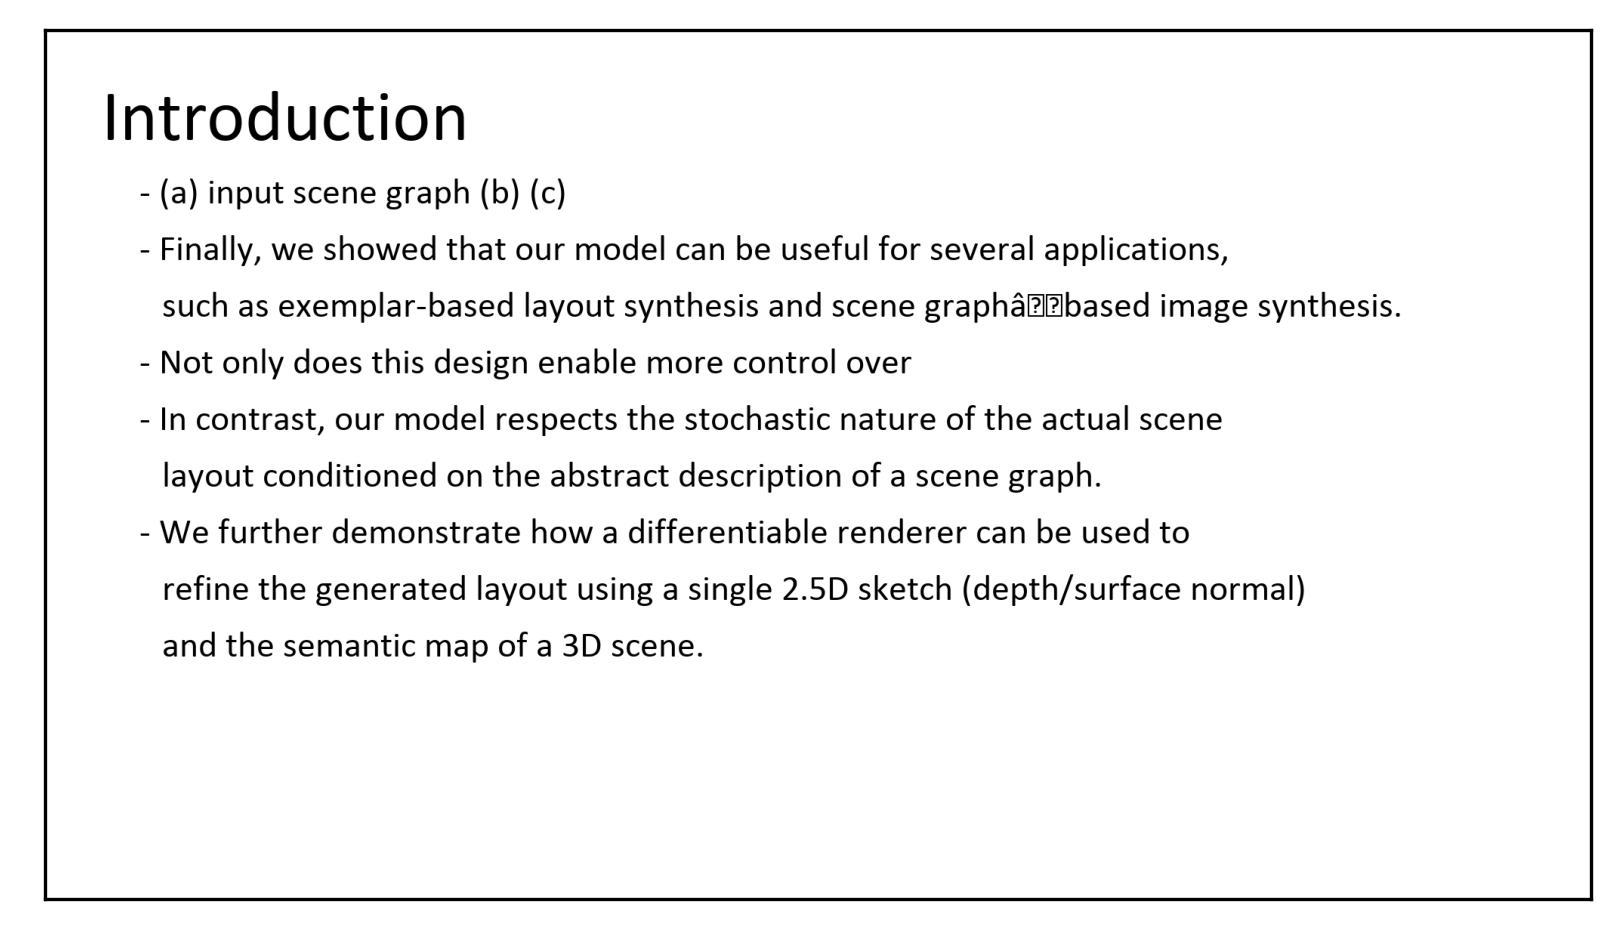 Introduction
- (a) input scene graph (b) (c)
- Finally, we showed that our model can be useful for several applications,
such as exemplar-based layout synthesis and scene graphâ��based image synthesis.
- Not only does this design enable more control over
- In contrast, our model respects the stochastic nature of the actual scene
layout conditioned on the abstract description of a scene graph.
- We further demonstrate how a differentiable renderer can be used to
refine the generated layout using a single 2.5D sketch (depth/surface normal)
and the semantic map of a 3D scene.